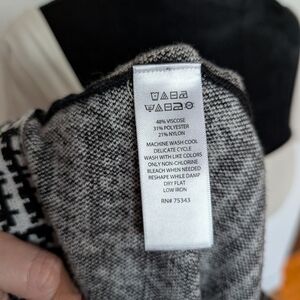 48% VISCOSE
31% POLYESTER
21% NYLON
MACHINE WASH COOL
DELICATE CYCLE
WASH WITH LIKE COLORS
ONLY NON-CHLORINE
BLEACH WHEN NEEDED
RESHAPE WHILE DAMP
DRY FLAT
LOW IRON
RN# 75343